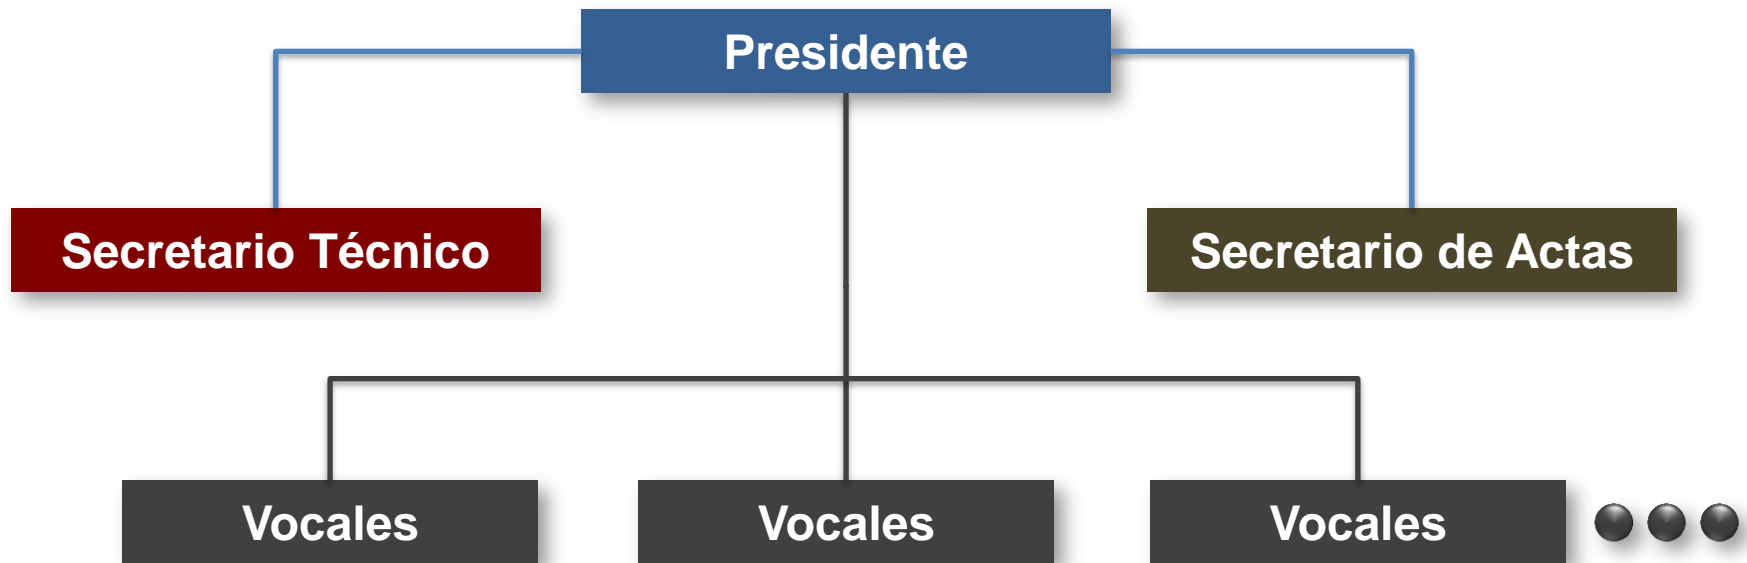 Presidente
Secretario Técnico
Secretario de Actas
Vocales
Vocales
Vocales